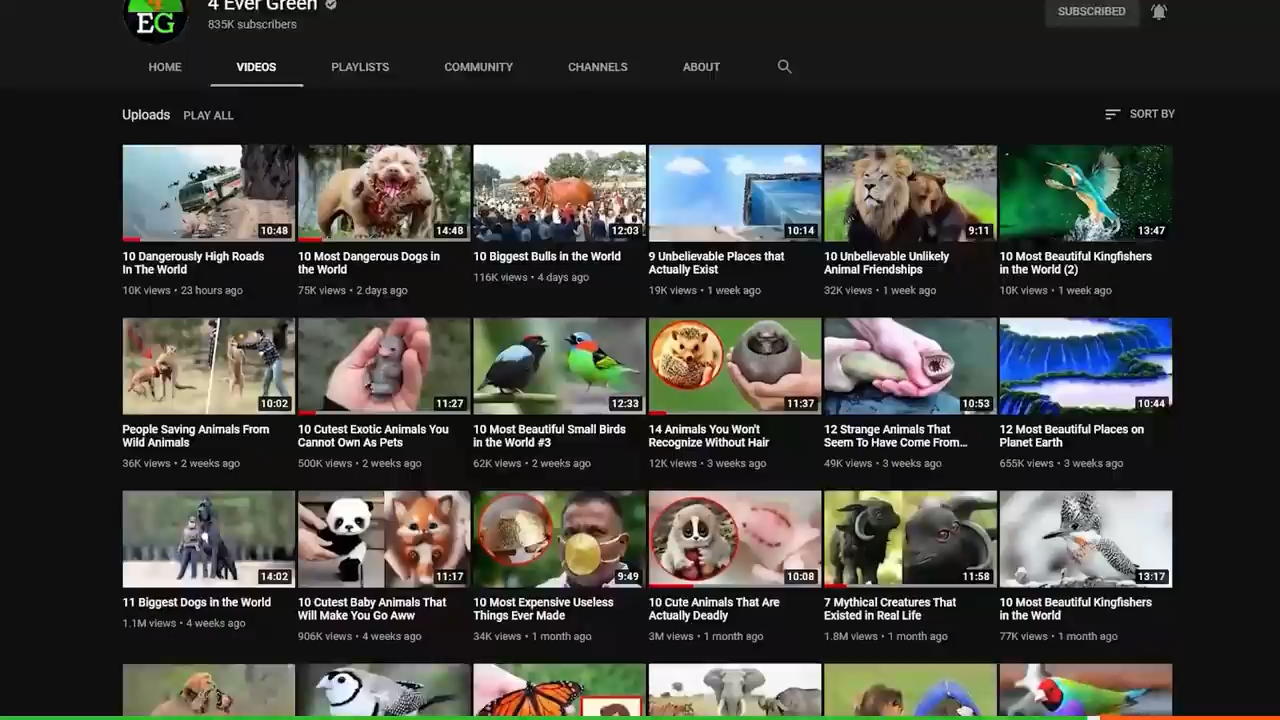 4 Ever Green
EG
835K subscribers
SUBSCRIBED
HOME VIDEOS PLAYLISTS COMMUNITY CHANNELS ABOUT
Uploads PLAY ALL
SORT BY
10:48 14:48 12:03 10:14 9:11 13:47
10 Dangerously High Roads
In The World
10K views • 23 hours ago
10 Most Dangerous Dogs in
the World
75K views • 2 days ago
10 Biggest Bulls in the World
116K views • 4 days ago
9 Unbelievable Places that
Actually Exist
19K views • 1 week ago
10 Unbelievable Unlikely
Animal Friendships
32K views • 1 week ago
10 Most Beautiful Kingfishers
in the World (2)
10K views • 1 week ago
10:02 11:27 12:33 11:37 10:53 10:44
People Saving Animals From
Wild Animals
36K views • 2 weeks ago
10 Cutest Exotic Animals You
Cannot Own As Pets
500K views • 2 weeks ago
10 Most Beautiful Small Birds
in the World #3
62K views • 2 weeks ago
14 Animals You Won't
Recognize Without Hair
12K views • 3 weeks ago
12 Strange Animals That
Seem To Have Come From...
49K views • 3 weeks ago
12 Most Beautiful Places on
Planet Earth
655K views • 3 weeks ago
14:02 11:17 9:49 10:08 11:58 13:17
11 Biggest Dogs in the World
1.1M views • 4 weeks ago
10 Cutest Baby Animals That
Will Make You Go Aww
906K views • 4 weeks ago
10 Most Expensive Useless
Things Ever Made
34K views • 1 month ago
10 Cute Animals That Are
Actually Deadly
3M views • 1 month ago
7 Mythical Creatures That
Existed in Real Life
1.8M views • 1 month ago
10 Most Beautiful Kingfishers
in the World
77K views • 1 month ago